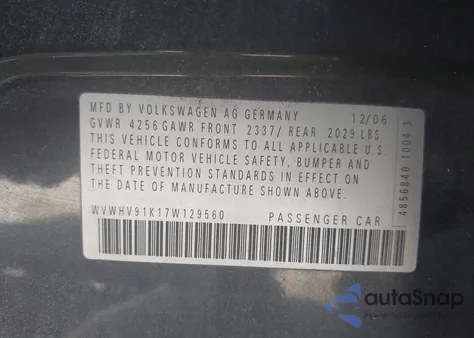 MFD BY VOLKSWAGEN AG GERMANY 12/06
GVWR 4256 GAWR FRONT 2337/ REAR 2029 LBS
THIS VEHICLE CONFORMS TO ALL APPLICABLE U.S.
FEDERAL MOTOR VEHICLE SAFETY, BUMPER AND
THEFT PREVENTION STANDARDS IN EFFECT ON
THE DATE OF MANUFACTURE SHOWN ABOVE.
WVWHV91K17W129560 PASSENGER CAR
4856840 1004 3
autaSnap